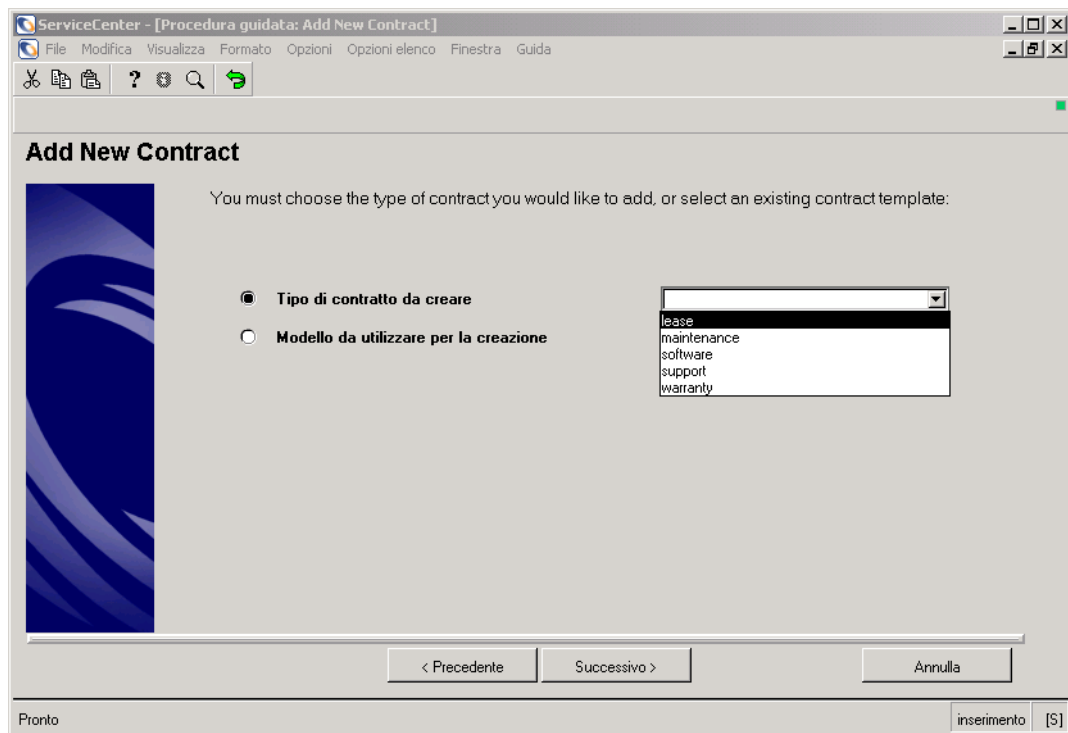 ServiceCenter - [Procedura guidata: Add New Contract]
File Modifica Visualizza Formato Opzioni Opzioni elenco Finestra Guida
Add New Contract
You must choose the type of contract you would like to add, or select an existing contract template:
Tipo di contratto da creare
lease
Modello da utilizzare per la creazione
maintenance
software
support
warranty
< Precedente Successivo > Annulla
Pronto inserimento [S]